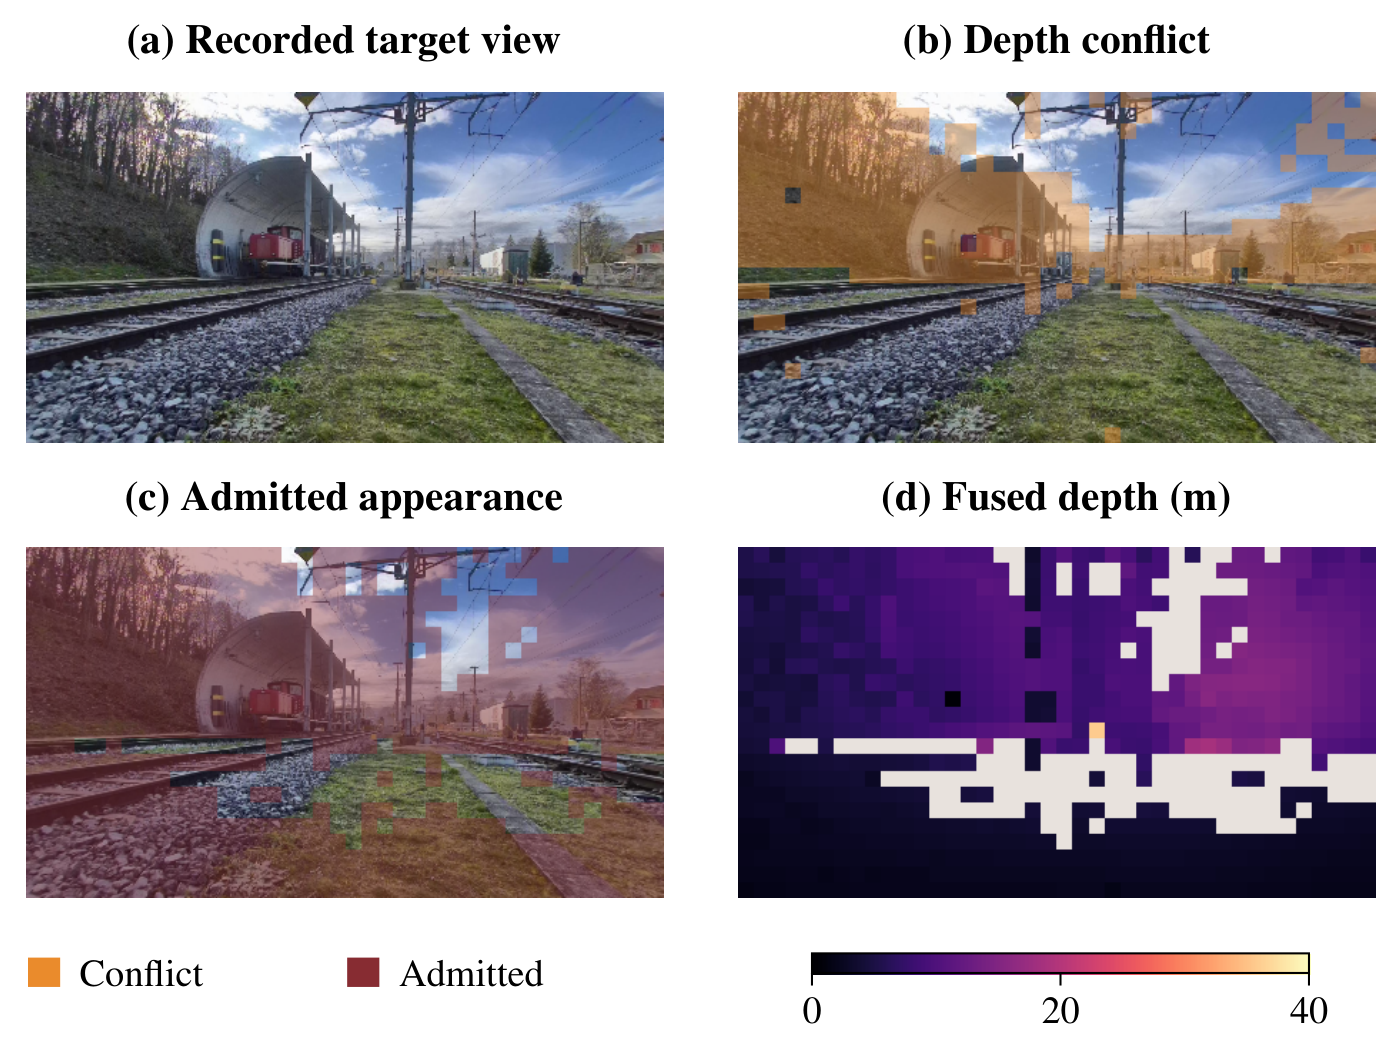 (a) Recorded target view
(b) Depth conflict
(c) Admitted appearance
(d) Fused depth (m)
Conflict
Admitted
0
20
40